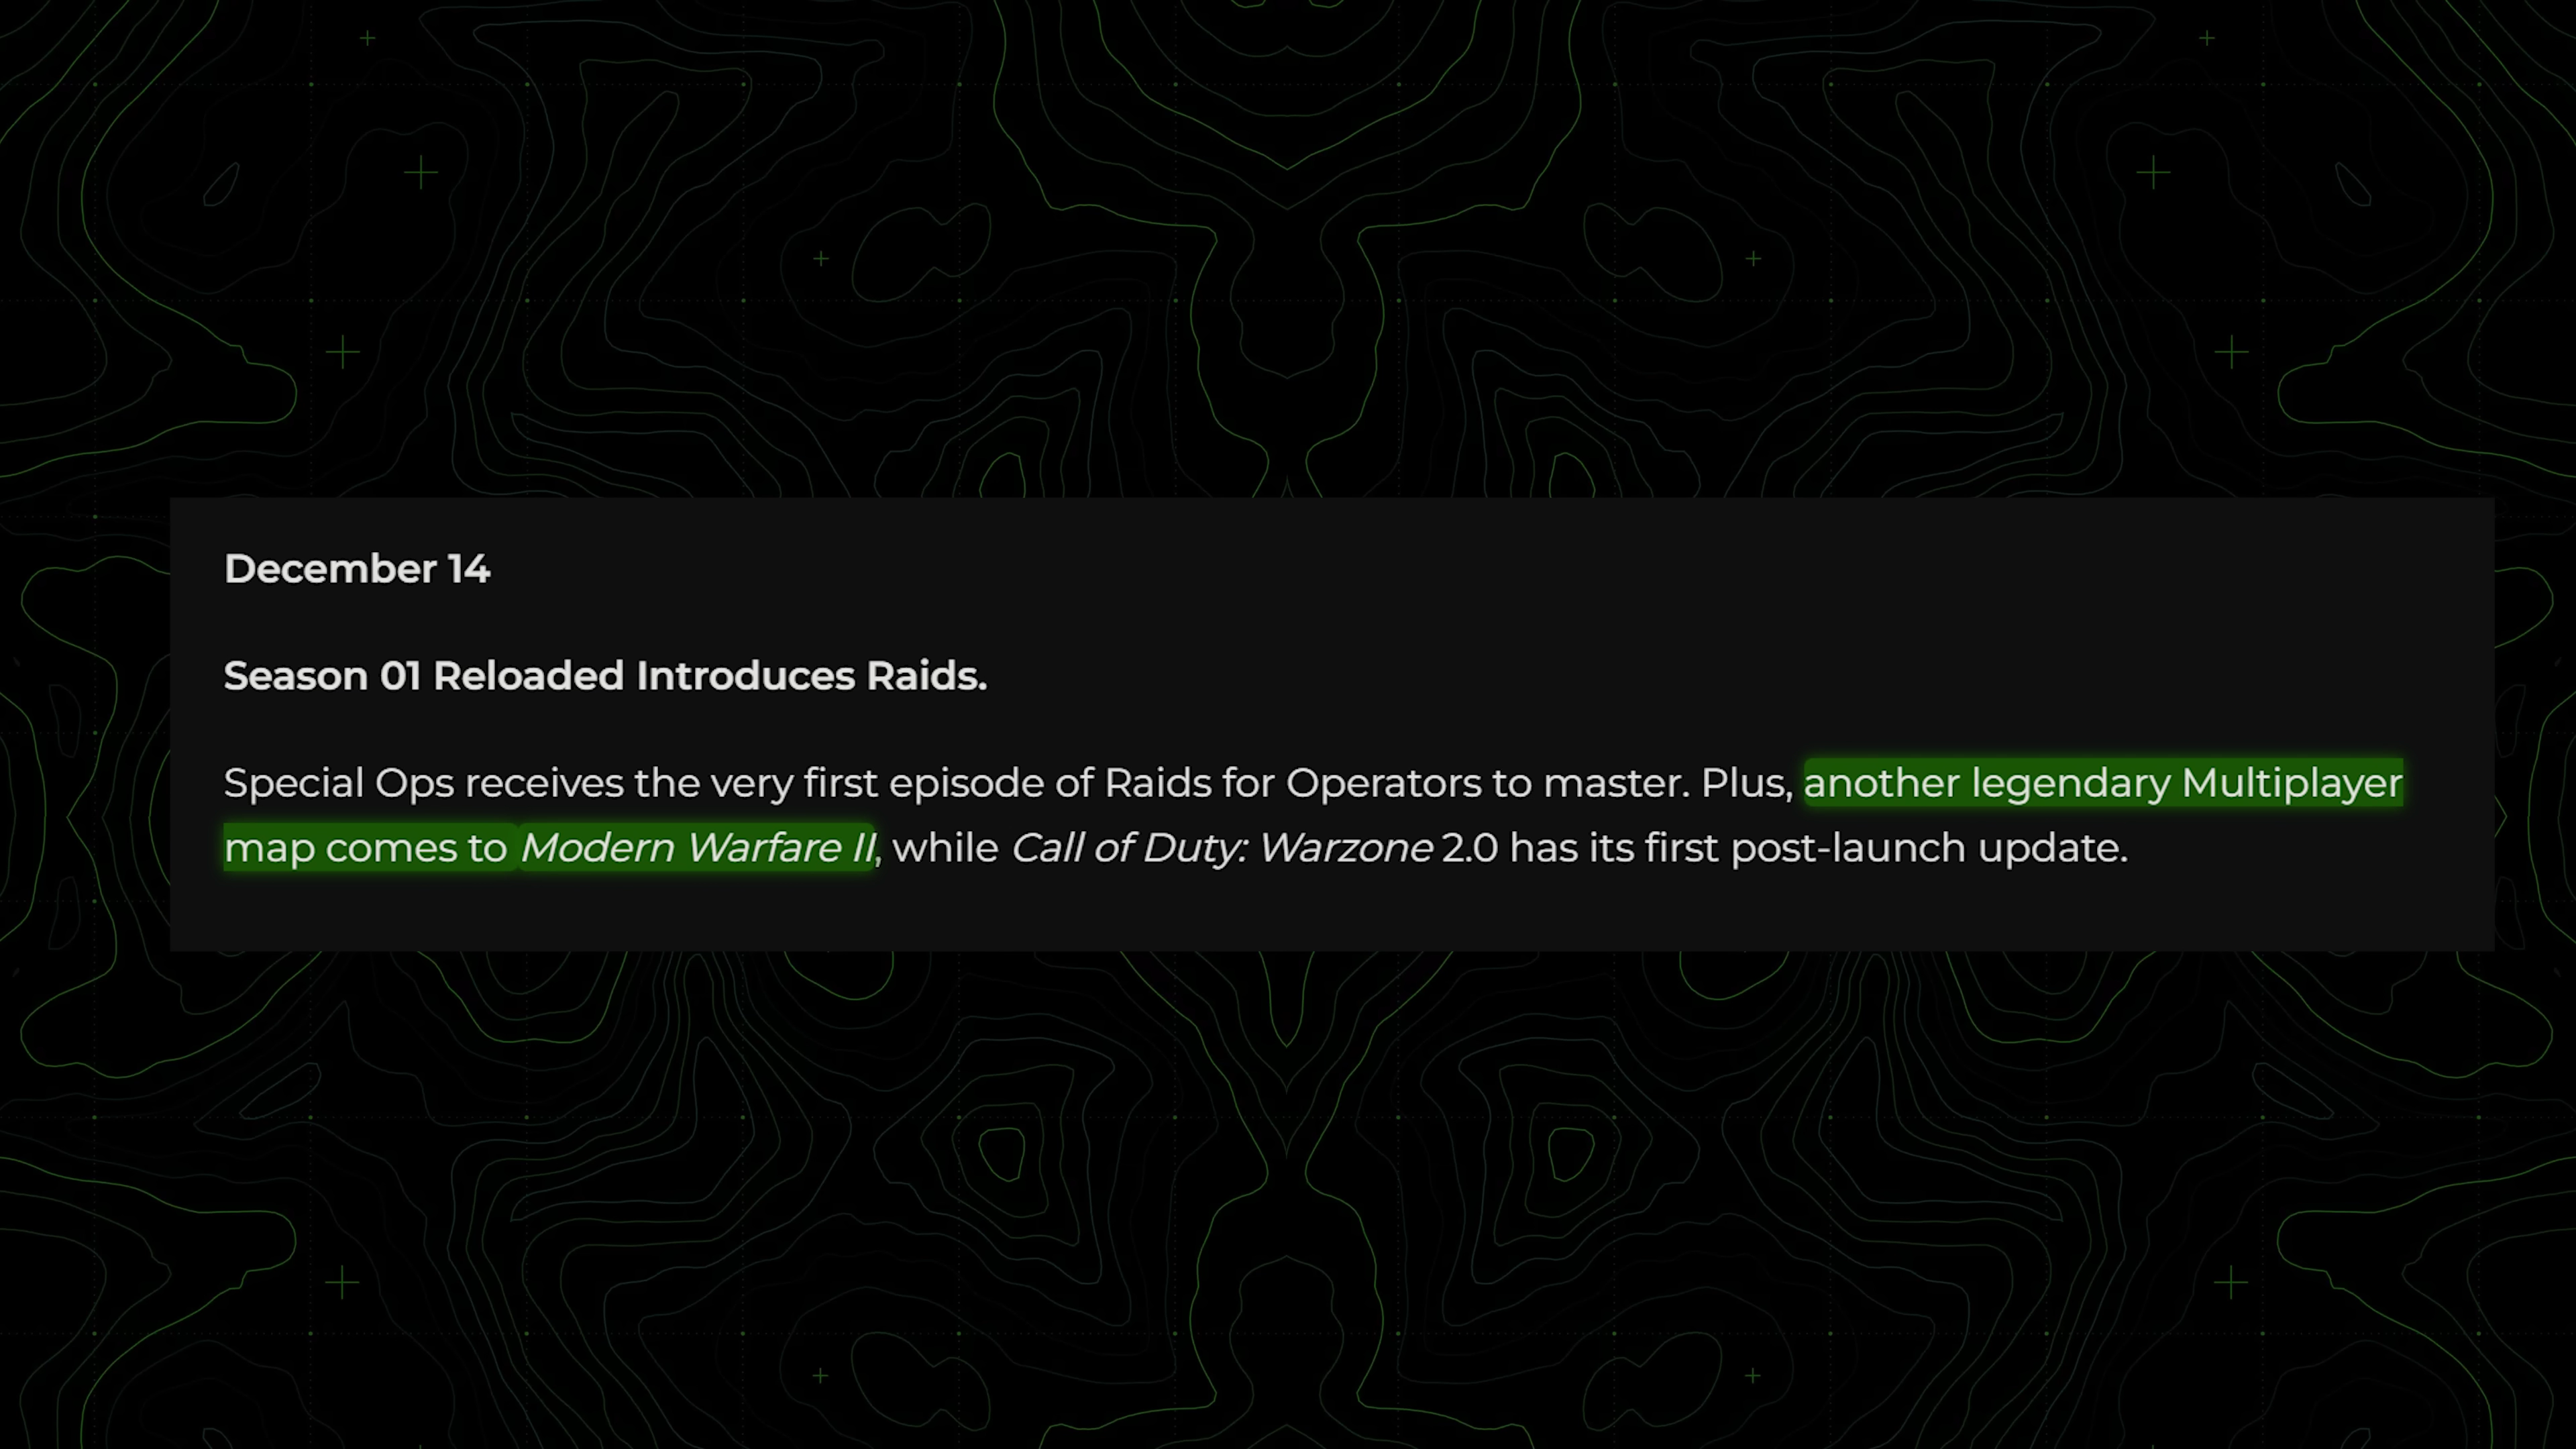 December 14
Season 01 Reloaded Introduces Raids.
Special Ops receives the very first episode of Raids for Operators to master. Plus, another legendary Multiplayer
map comes to Modern Warfare II, while Call of Duty: Warzone 2.0 has its first post-launch update.